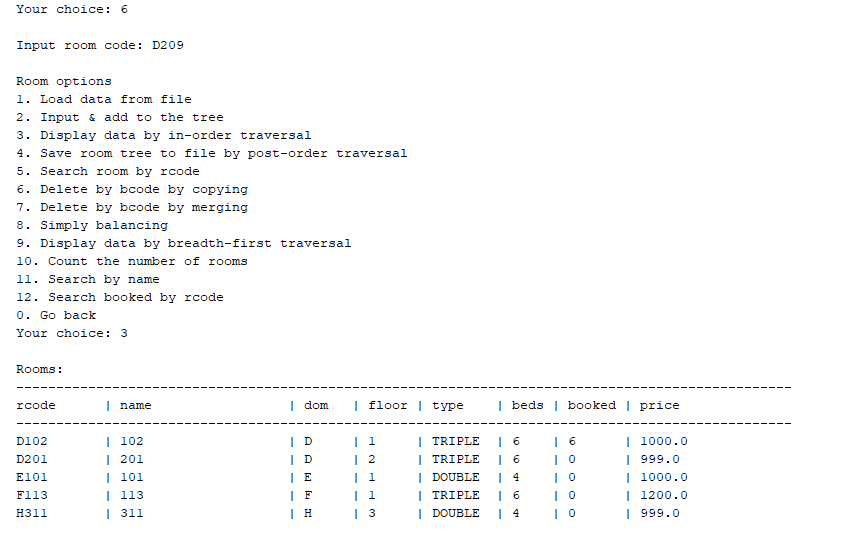 Your choice: 6
Input room code: D209
Room options
1. Load data from file
2. Input & add to the tree
3. Display data by in-order traversal
4. Save room tree to file by post-order traversal
5. Search room by rcode
6. Delete by bcode by copying
7. Delete by bcode by merging
8. Simply balancing
9. Display data by breadth-first traversal
10. Count the number of rooms
11. Search by name
12. Search booked by rcode
0. Go back
Your choice: 3
Rooms:
-------------------------------------------------------------------------------------------------
rcode      | name                 | dom   | floor | type    | beds | booked | price
-------------------------------------------------------------------------------------------------
D102       | 102                  | D     | 1     | TRIPLE  | 6    | 6      | 1000.0
D201       | 201                  | D     | 2     | TRIPLE  | 6    | 0      | 999.0
E101       | 101                  | E     | 1     | DOUBLE  | 4    | 0      | 1000.0
F113       | 113                  | F     | 1     | TRIPLE  | 6    | 0      | 1200.0
H311       | 311                  | H     | 3     | DOUBLE  | 4    | 0      | 999.0